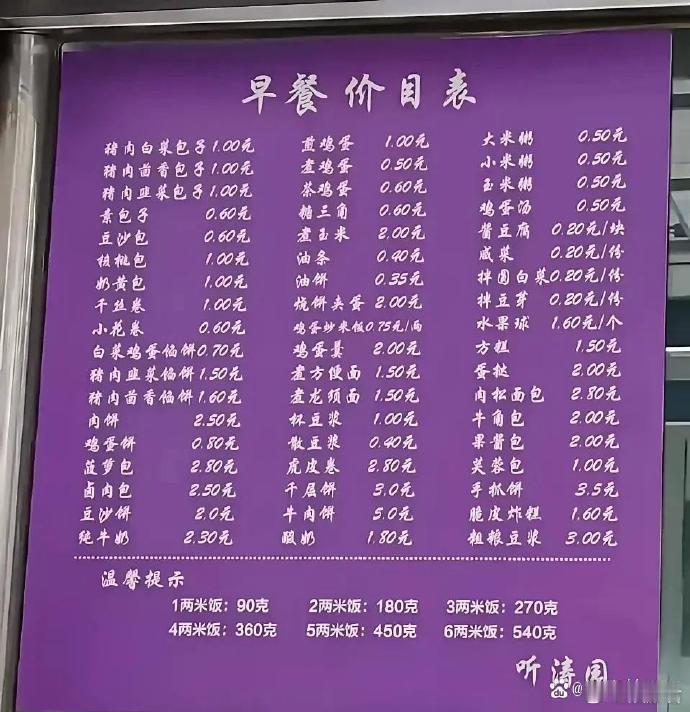 早餐价目表
猪肉白菜包子 1.00元 煎鸡蛋 1.00元 大米粥 0.50元
猪肉茴香包子 1.00元 煮鸡蛋 0.50元 小米粥 0.50元
猪肉韭菜包子 1.00元 茶鸡蛋 0.60元 玉米粥 0.50元
素包子 0.60元 糖三角 0.60元 鸡蛋汤 0.50元
豆沙包 0.60元 煮玉米 2.00元 酱豆腐 0.20元/块
核桃包 1.00元 油条 0.40元 咸菜 0.20元/份
奶黄包 1.00元 油饼 0.35元 拌圆白菜 0.20元/份
千丝卷 1.00元 烧饼夹蛋 2.00元 拌豆芽 0.20元/份
小花卷 0.60元 鸡蛋炒米饭 0.75元/两 水果球 1.60元/个
白菜鸡蛋馅饼 0.70元 鸡蛋羹 2.00元 方糕 1.50元
猪肉韭菜馅饼 1.50元 煮方便面 1.50元 蛋挞 2.00元
猪肉茴香馅饼 1.60元 煮龙须面 1.50元 肉松面包 2.80元
肉饼 2.50元 杯豆浆 1.00元 牛角包 2.00元
鸡蛋饼 0.80元 散豆浆 0.40元 果酱包 2.00元
菠萝包 2.80元 虎皮卷 2.80元 芙蓉包 1.00元
卤肉包 2.50元 千层饼 3.0元 手抓饼 3.5元
豆沙饼 2.0元 牛肉饼 5.0元 脆皮炸糕 1.60元
纯牛奶 2.30元 酸奶 1.80元 粗粮豆浆 3.00元
温馨提示
1两米饭：90克 2两米饭：180克 3两米饭：270克
4两米饭：360克 5两米饭：450克 6两米饭：540克
听涛园
du @